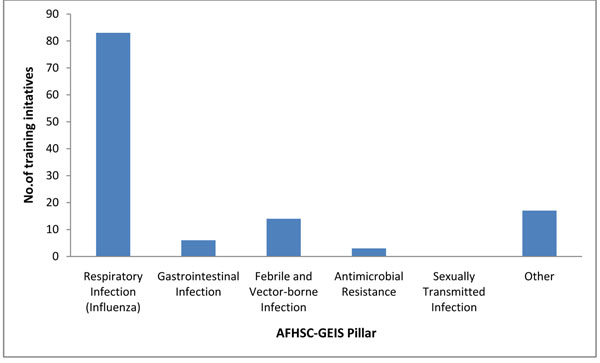 No.of training initatives
90
80
70
60
50
40
30
20
10
0
Respiratory
Infection
(Influenza)
Gastrointestinal
Infection
Febrile and
Vector-borne
Infection
Antimicrobial
Resistance
Sexually
Transmitted
Infection
Other
AFHSC-GEIS Pillar